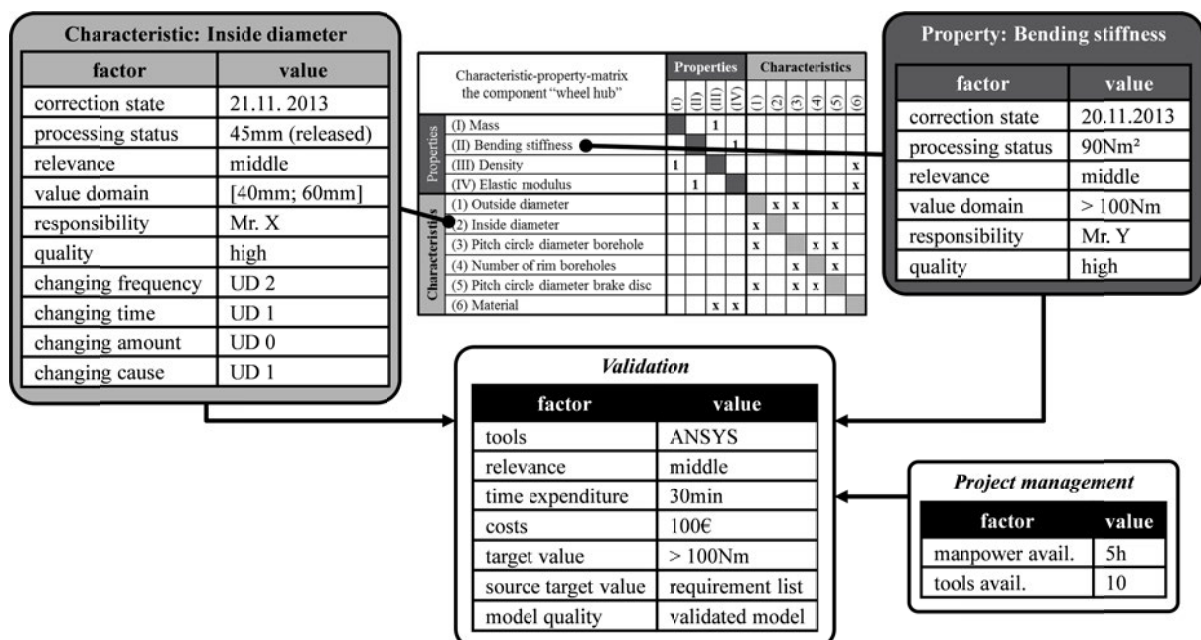 Characteristic: Inside diameter
factor value
correction state 21.11. 2013
processing status 45mm (released)
relevance middle
value domain [40mm; 60mm]
responsibility Mr. X
quality high
changing frequency UD 2
changing time UD 1
changing amount UD 0
changing cause UD 1
Characteristic-property-matrix
the component “wheel hub”
Properties Characteristics
(I) (II) (III) (IV) (1) (2) (3) (4) (5) (6)
Properties
(I) Mass 1
(II) Bending stiffness 1
(III) Density 1 x
(IV) Elastic modulus 1 x
Characteristics
(1) Outside diameter x x x
(2) Inside diameter x
(3) Pitch circle diameter borehole x x x
(4) Number of rim boreholes x x
(5) Pitch circle diameter brake disc x x x
(6) Material x x
Property: Bending stiffness
factor value
correction state 20.11.2013
processing status 90Nm²
relevance middle
value domain > 100Nm
responsibility Mr. Y
quality high
Validation
factor value
tools ANSYS
relevance middle
time expenditure 30min
costs 100€
target value > 100Nm
source target value requirement list
model quality validated model
Project management
factor value
manpower avail. 5h
tools avail. 10